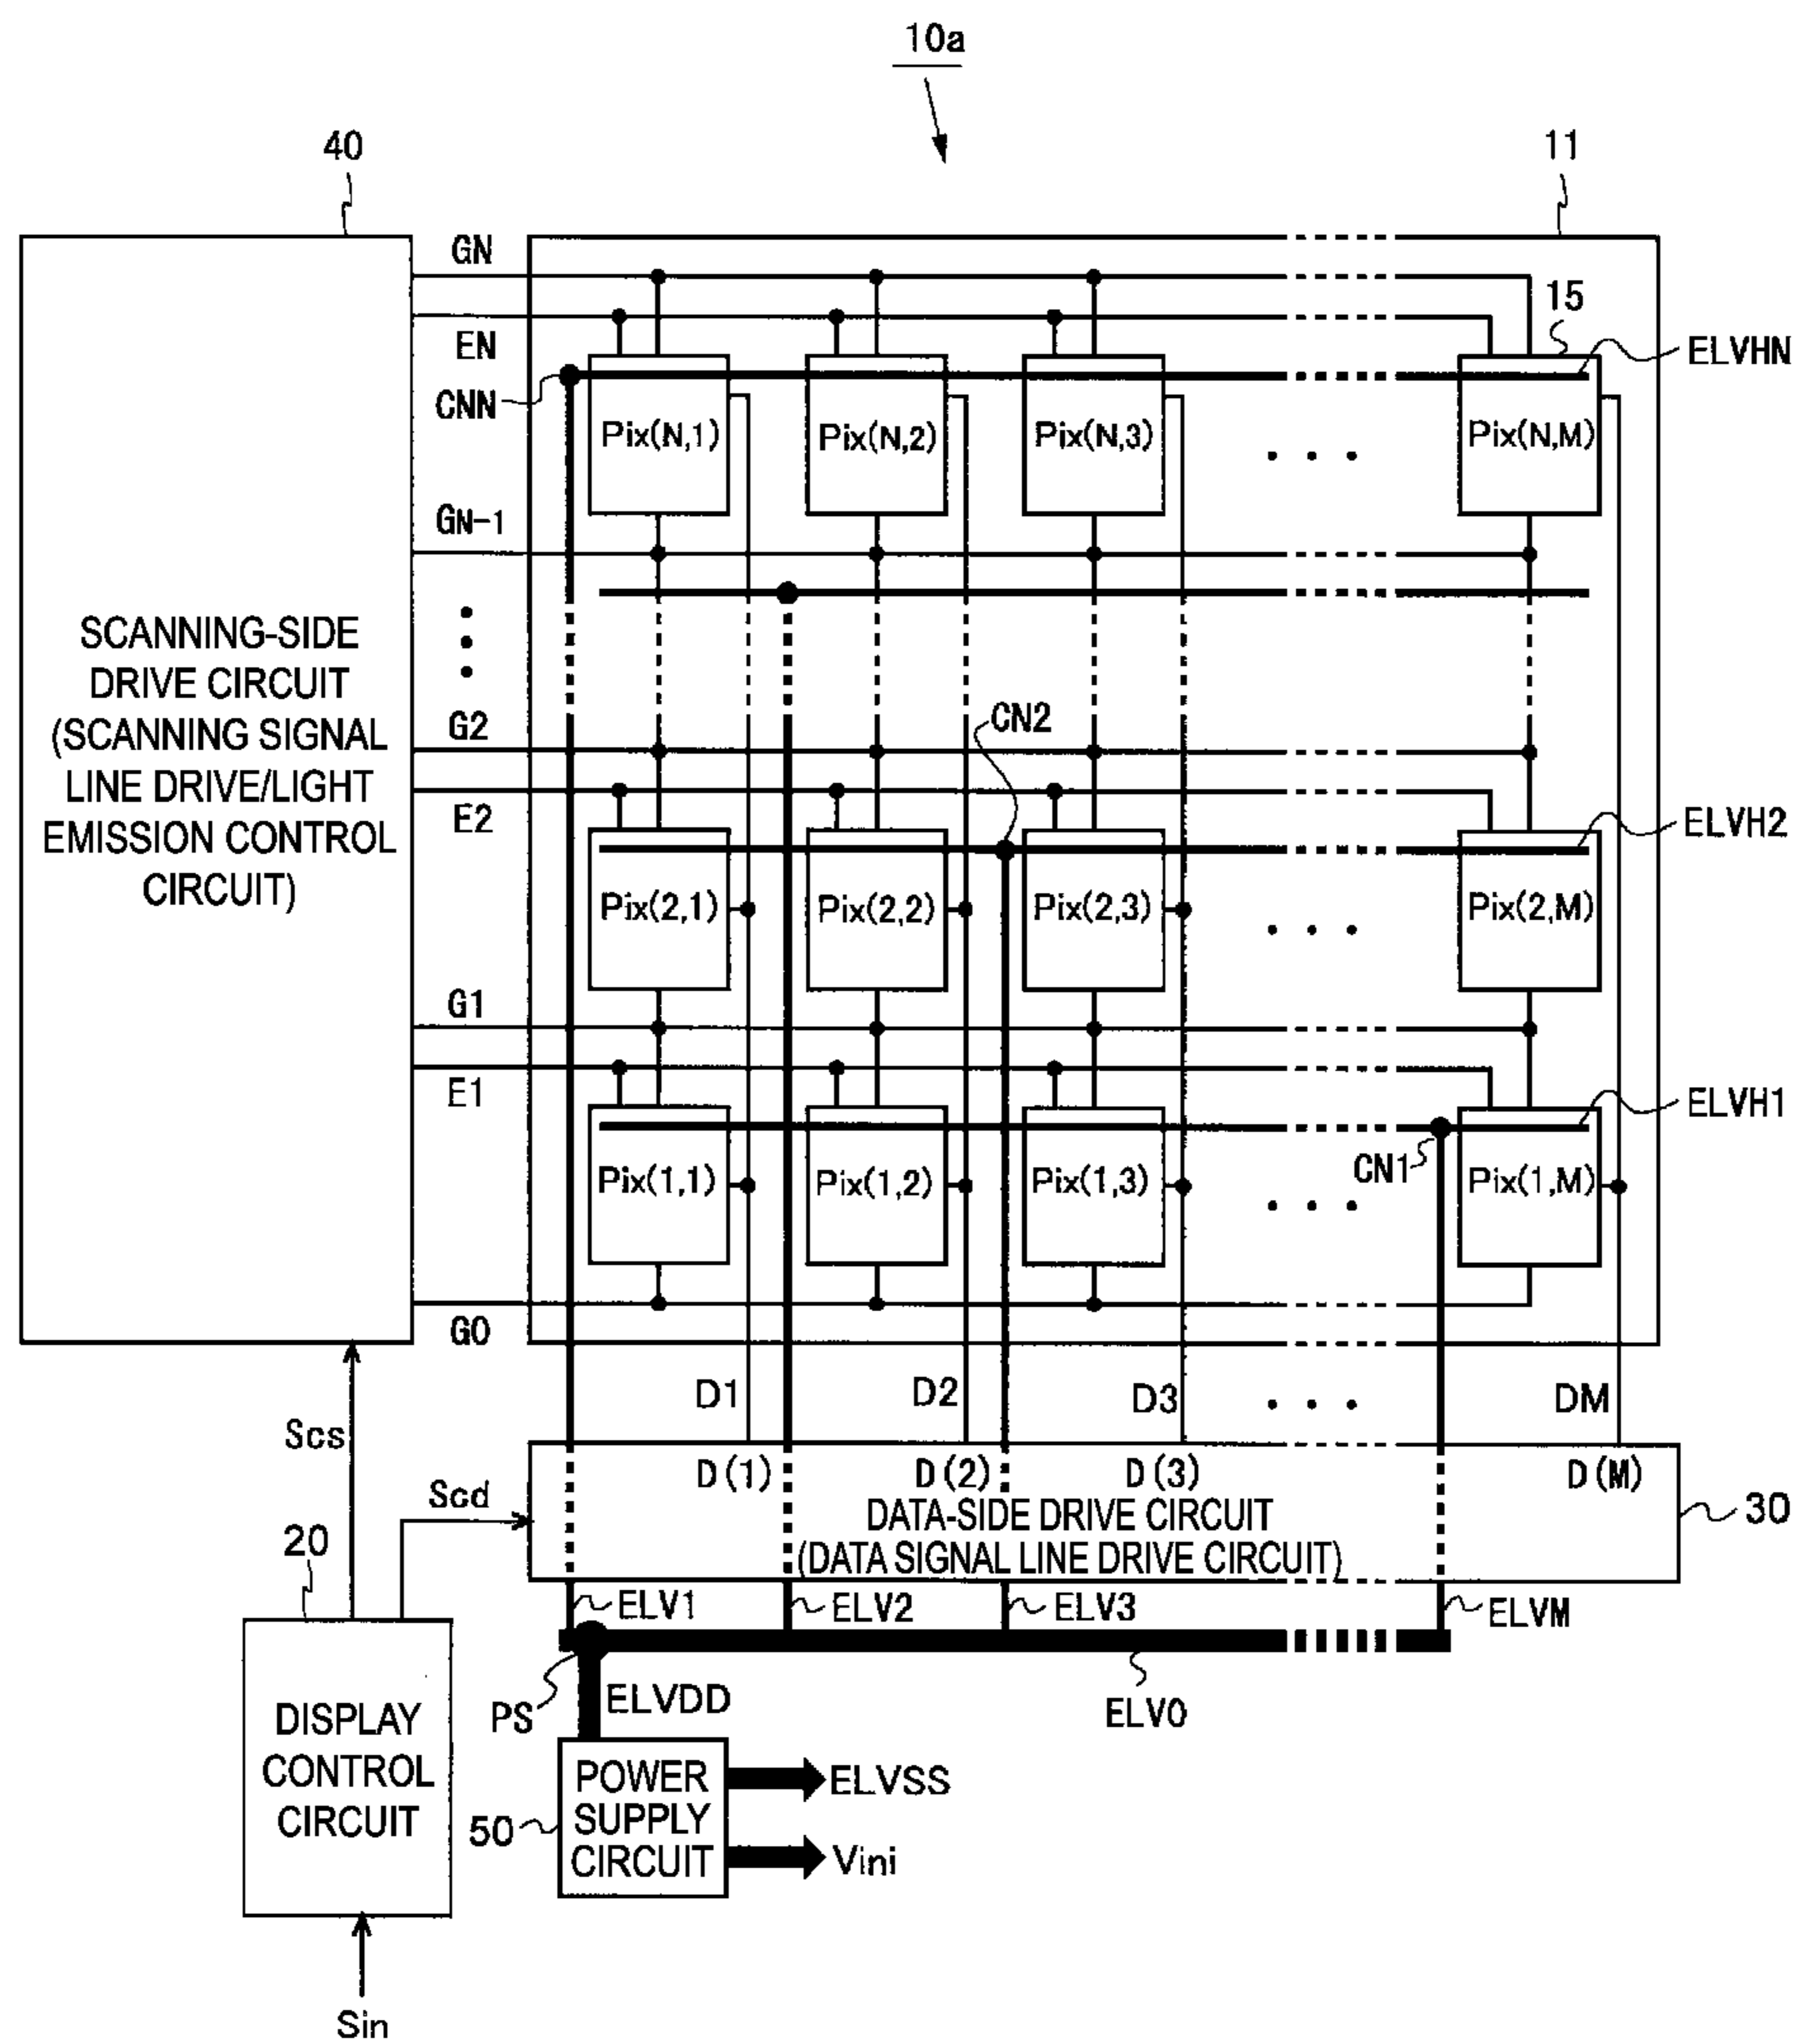 10a
40
11
GN
15
EN
ELVHN
CNN
Pix(N,1)
Pix(N,2)
Pix(N,3)
Pix(N,M)
GN-1
SCANNING-SIDE
DRIVE CIRCUIT
(SCANNING SIGNAL
LINE DRIVE/LIGHT
EMISSION CONTROL
CIRCUIT)
G2
CN2
E2
ELVH2
Pix(2,1)
Pix(2,2)
Pix(2,3)
Pix(2,M)
G1
E1
ELVH1
CN1
Pix(1,1)
Pix(1,2)
Pix(1,3)
Pix(1,M)
G0
D1
D2
D3
DM
Scs
D(1)
D(2)
D(3)
D(M)
Scd
DATA-SIDE DRIVE CIRCUIT
(DATA SIGNAL LINE DRIVE CIRCUIT)
30
20
ELV1
ELV2
ELV3
ELVM
PS
ELVDD
ELV0
DISPLAY
CONTROL
CIRCUIT
POWER
SUPPLY
CIRCUIT
ELVSS
50
Vini
Sin